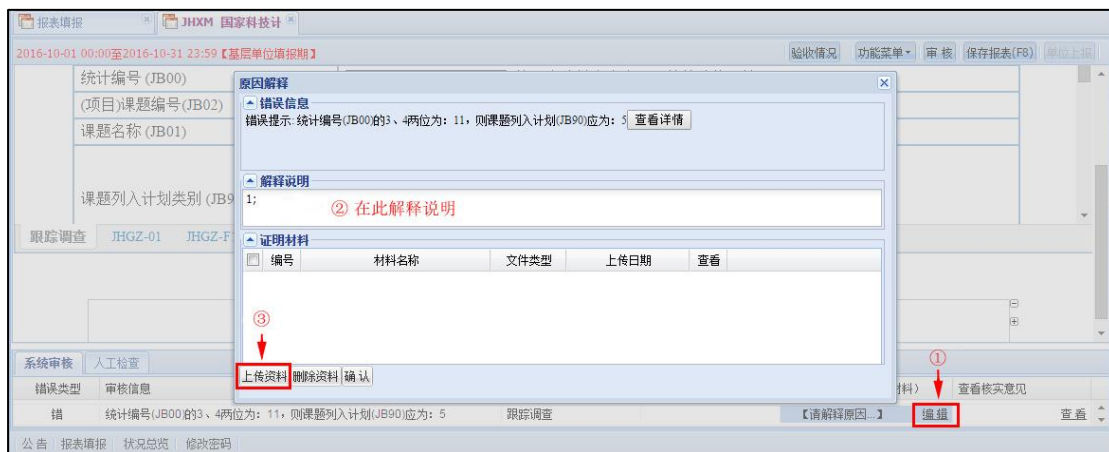 报表填报 JHXM 国家科技计
2016-10-01 00:00至2016-10-31 23:59【基层单位填报期】 验收情况 功能菜单 审 核 保存报表(F8) 单位上报
统计编号 (JB00)
原因解释
(项目)课题编号(JB02)
错误信息
错误提示: 统计编号(JB00)的3、4两位为：11，则课题列入计划(JB90)应为：5 查看详情
课题名称 (JB01)
解释说明
课题列入计划类别 (JB9
1;
② 在此解释说明
跟踪调查 JHGZ-01 JHGZ-F
证明材料
编号 材料名称 文件类型 上传日期 查看
③
①
系统审核 人工检查
上传资料 删除资料 确 认
错误类型 审核信息 材料） 查看核实意见
错 统计编号(JB00)的3、4两位为：11，则课题列入计划(JB90)应为：5 跟踪调查 【请解释原因...】 编辑 查看
公告 报表填报 状况总览 修改密码